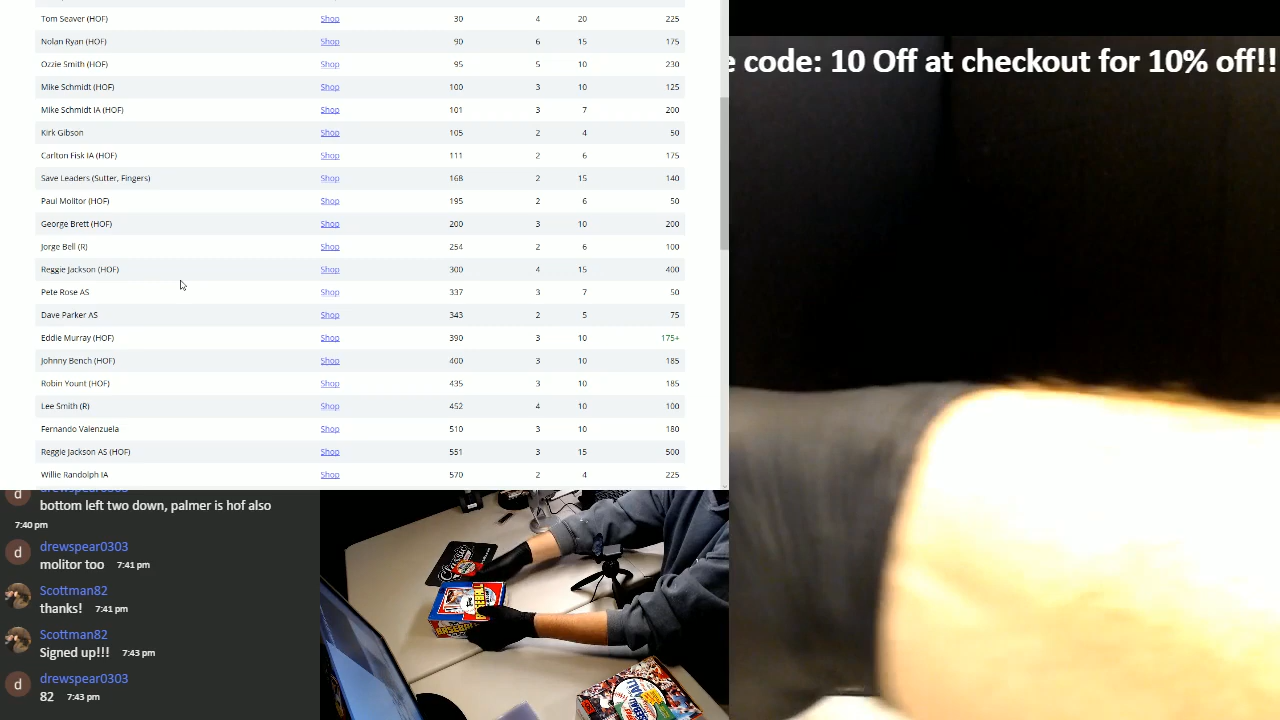 Tom Seaver (HOF) Shop 30 4 20 225
Nolan Ryan (HOF) Shop 90 6 15 175
Ozzie Smith (HOF) Shop 95 5 10 230
Mike Schmidt (HOF) Shop 100 3 10 125
Mike Schmidt IA (HOF) Shop 101 3 7 200
Kirk Gibson Shop 105 2 4 50
Carlton Fisk IA (HOF) Shop 111 2 6 175
Save Leaders (Sutter, Fingers) Shop 168 2 15 140
Paul Molitor (HOF) Shop 195 2 6 50
George Brett (HOF) Shop 200 3 10 200
Jorge Bell (R) Shop 254 2 6 100
Reggie Jackson (HOF) Shop 300 4 15 400
Pete Rose AS Shop 337 3 7 50
Dave Parker AS Shop 343 2 5 75
Eddie Murray (HOF) Shop 390 3 10 175+
Johnny Bench (HOF) Shop 400 3 10 185
Robin Yount (HOF) Shop 435 3 10 185
Lee Smith (R) Shop 452 4 10 100
Fernando Valenzuela Shop 510 3 10 180
Reggie Jackson AS (HOF) Shop 551 3 15 500
Willie Randolph IA Shop 570 2 4 225
e code: 10 Off at checkout for 10% off!!
d drewspear0303
bottom left two down, palmer is hof also
7:40 pm
d drewspear0303
molitor too 7:41 pm
Scottman82
thanks! 7:41 pm
Scottman82
Signed up!!! 7:43 pm
d drewspear0303
82 7:43 pm
BASEBALL